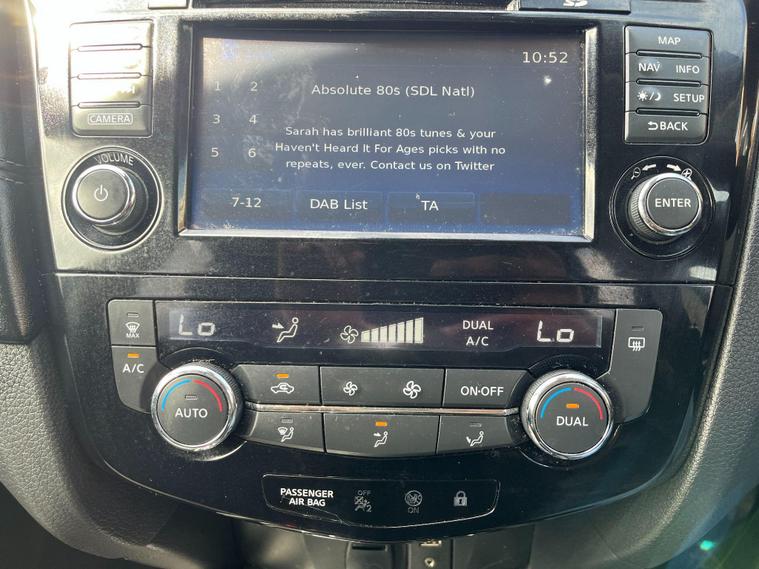 10:52
MAP
NAV INFO
SETUP
BACK
CAMERA
VOLUME
ENTER
1 2
3 4
5 6
Absolute 80s (SDL Natl)
Sarah has brilliant 80s tunes & your
Haven't Heard It For Ages picks with no
repeats, ever. Contact us on Twitter
7-12 DAB List TA
Lo
DUAL
A/C
Lo
MAX
A/C
AUTO
ON·OFF
DUAL
PASSENGER
AIR BAG
OFF
2
ON